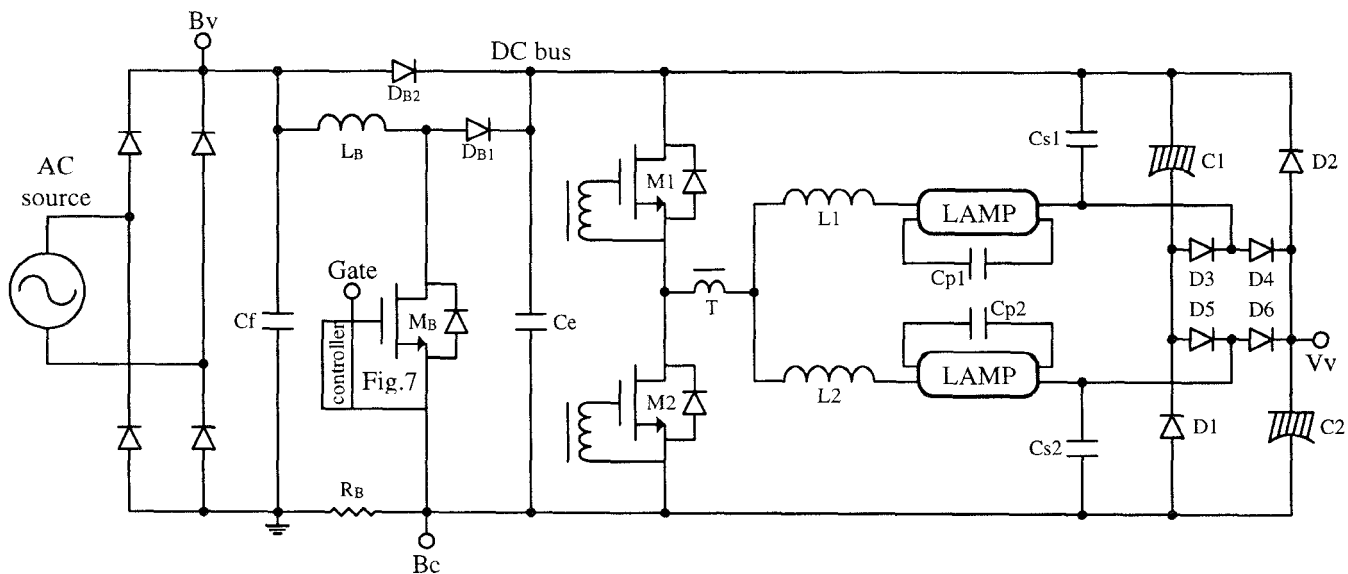 Bv
DC bus
DB2
LB
DB1
AC
source
Cs1
C1
D2
M1
L1
LAMP
Cp1
D3
D4
Gate
T
D5
D6
Cf
MB
controller
Fig.7
Ce
Cp2
Vv
M2
L2
LAMP
D1
C2
Cs2
RB
Bc